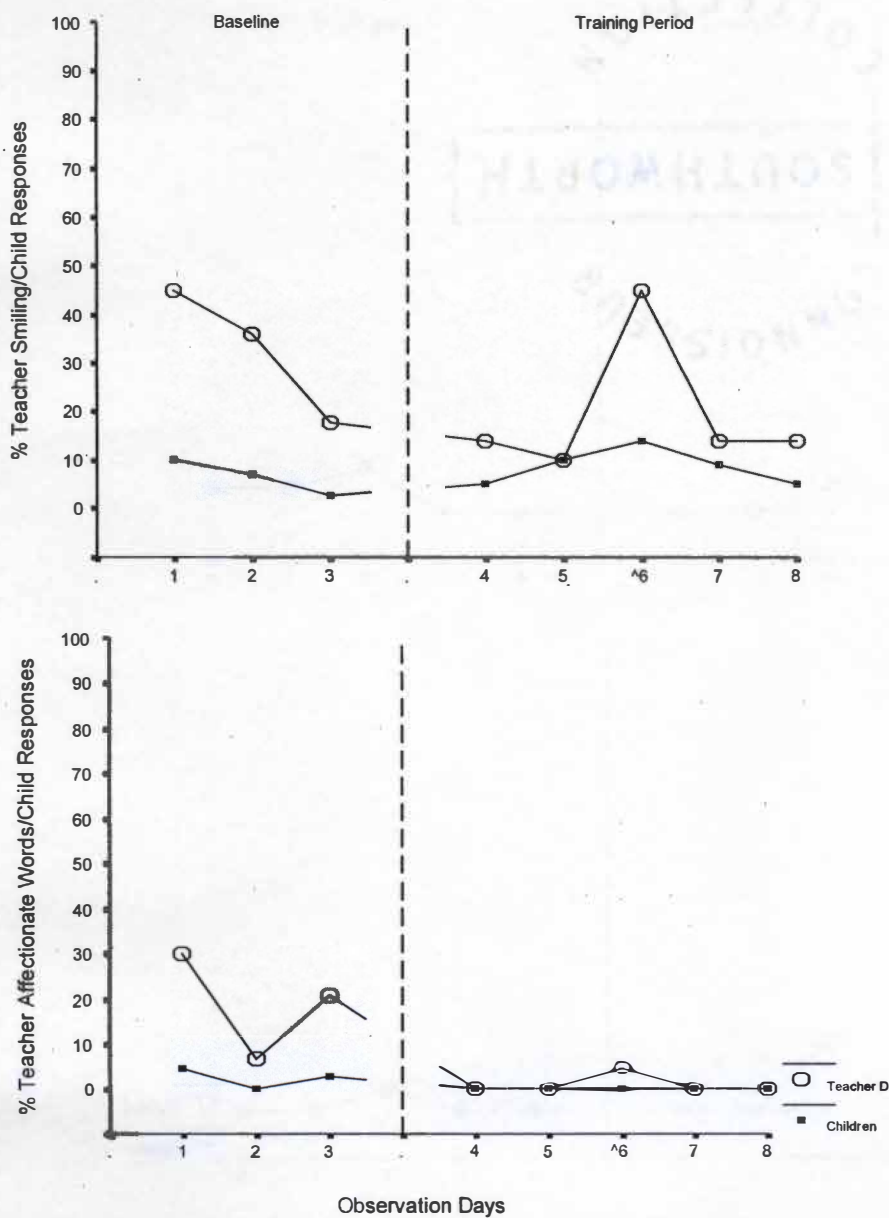 Baseline
Training Period
% Teacher Smiling/Child Responses
100
90
80
70
60
50
40
30
20
10
0
1 2 3 4 5 ^6 7 8
SOUTHWORTH
% Teacher Affectionate Words/Child Responses
100
90
80
70
60
50
40
30
20
10
0
1 2 3 4 5 ^6 7 8
Teacher D
Children
Observation Days